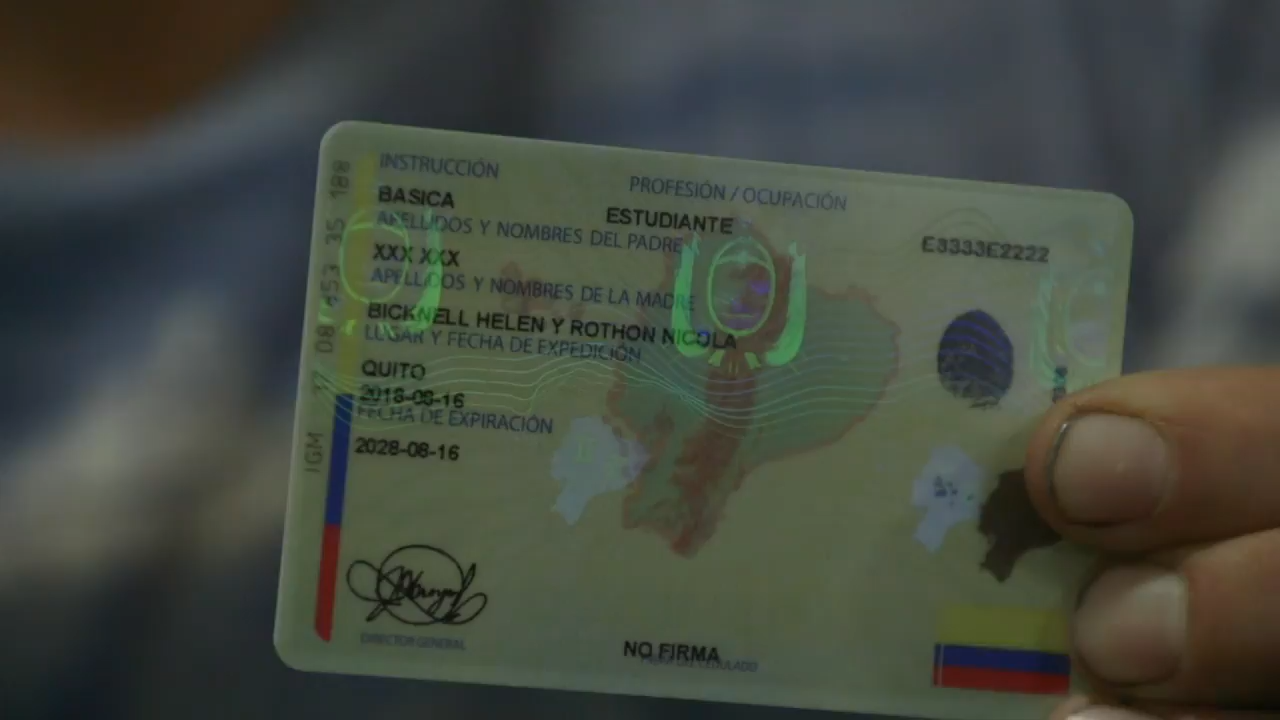 INSTRUCCIÓN
PROFESIÓN / OCUPACIÓN
BASICA
ESTUDIANTE
E3333E2222
APELLIDOS Y NOMBRES DEL PADRE
XXX XXX
APELLIDOS Y NOMBRES DE LA MADRE
BICKNELL HELEN Y ROTHON NICOLA
LUGAR Y FECHA DE EXPEDICIÓN
QUITO
2018-08-16
FECHA DE EXPIRACIÓN
2028-08-16
DIRECTOR GENERAL
NO FIRMA
IGM